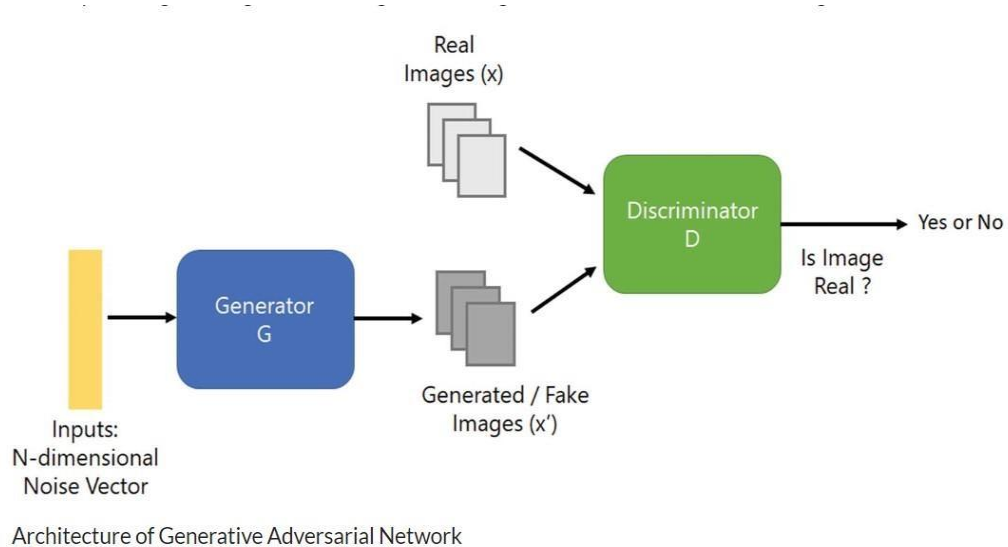 Real
Images (x)
Discriminator
D
Yes or No
Is Image
Real ?
Generator
G
Generated / Fake
Images (x’)
Inputs:
N-dimensional
Noise Vector
Architecture of Generative Adversarial Network